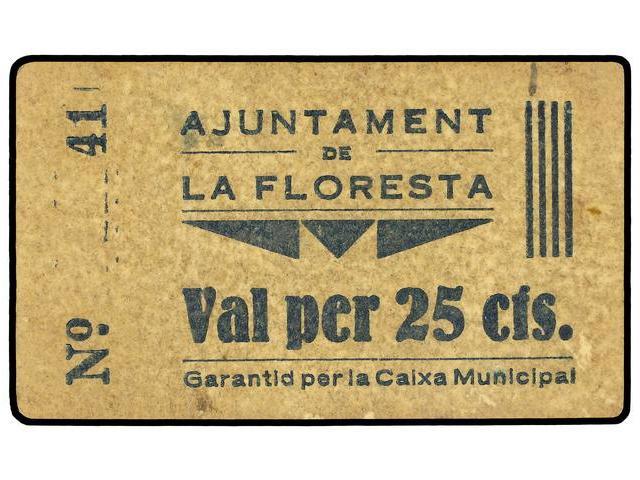 AJUNTAMENT
DE
LA FLORESTA
Val per 25 cts.
Garantid per la Caixa Municipal
Nº 41